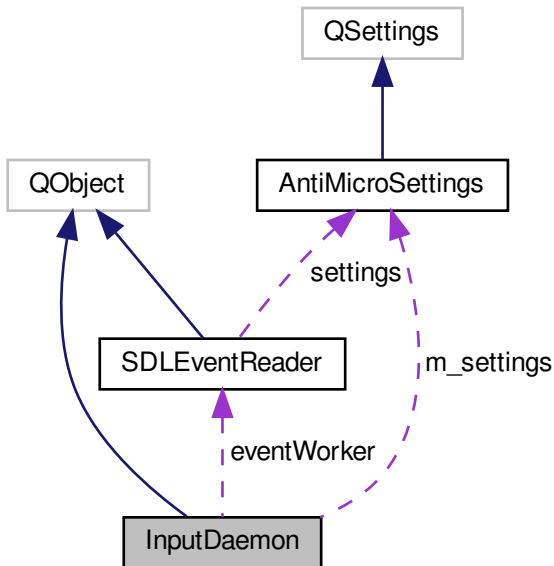 QSettings
QObject
AntiMicroSettings
settings
SDLEventReader
m_settings
eventWorker
InputDaemon